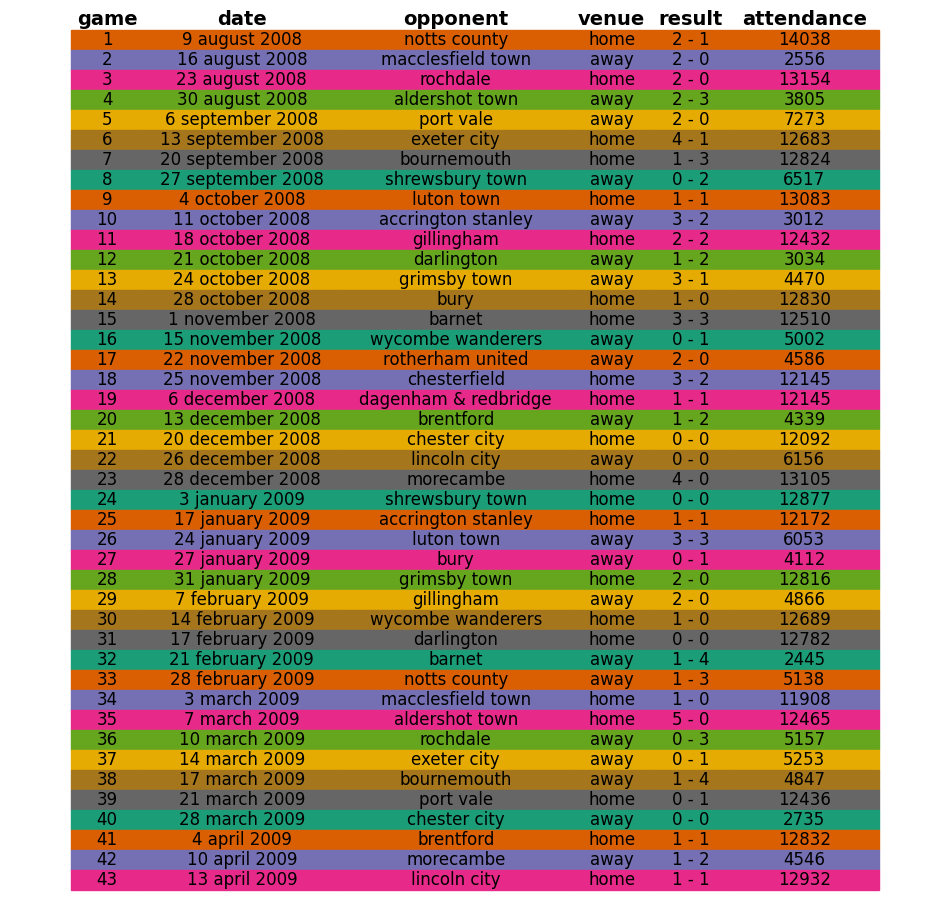 game date opponent venue result attendance
1 9 august 2008 notts county home 2 - 1 14038
2 16 august 2008 macclesfield town away 2 - 0 2556
3 23 august 2008 rochdale home 2 - 0 13154
4 30 august 2008 aldershot town away 2 - 3 3805
5 6 september 2008 port vale away 2 - 0 7273
6 13 september 2008 exeter city home 4 - 1 12683
7 20 september 2008 bournemouth home 1 - 3 12824
8 27 september 2008 shrewsbury town away 0 - 2 6517
9 4 october 2008 luton town home 1 - 1 13083
10 11 october 2008 accrington stanley away 3 - 2 3012
11 18 october 2008 gillingham home 2 - 2 12432
12 21 october 2008 darlington away 1 - 2 3034
13 24 october 2008 grimsby town away 3 - 1 4470
14 28 october 2008 bury home 1 - 0 12830
15 1 november 2008 barnet home 3 - 3 12510
16 15 november 2008 wycombe wanderers away 0 - 1 5002
17 22 november 2008 rotherham united away 2 - 0 4586
18 25 november 2008 chesterfield home 3 - 2 12145
19 6 december 2008 dagenham & redbridge home 1 - 1 12145
20 13 december 2008 brentford away 1 - 2 4339
21 20 december 2008 chester city home 0 - 0 12092
22 26 december 2008 lincoln city away 0 - 0 6156
23 28 december 2008 morecambe home 4 - 0 13105
24 3 january 2009 shrewsbury town home 0 - 0 12877
25 17 january 2009 accrington stanley home 1 - 1 12172
26 24 january 2009 luton town away 3 - 3 6053
27 27 january 2009 bury away 0 - 1 4112
28 31 january 2009 grimsby town home 2 - 0 12816
29 7 february 2009 gillingham away 2 - 0 4866
30 14 february 2009 wycombe wanderers home 1 - 0 12689
31 17 february 2009 darlington home 0 - 0 12782
32 21 february 2009 barnet away 1 - 4 2445
33 28 february 2009 notts county away 1 - 3 5138
34 3 march 2009 macclesfield town home 1 - 0 11908
35 7 march 2009 aldershot town home 5 - 0 12465
36 10 march 2009 rochdale away 0 - 3 5157
37 14 march 2009 exeter city away 0 - 1 5253
38 17 march 2009 bournemouth away 1 - 4 4847
39 21 march 2009 port vale home 0 - 1 12436
40 28 march 2009 chester city away 0 - 0 2735
41 4 april 2009 brentford home 1 - 1 12832
42 10 april 2009 morecambe away 1 - 2 4546
43 13 april 2009 lincoln city home 1 - 1 12932